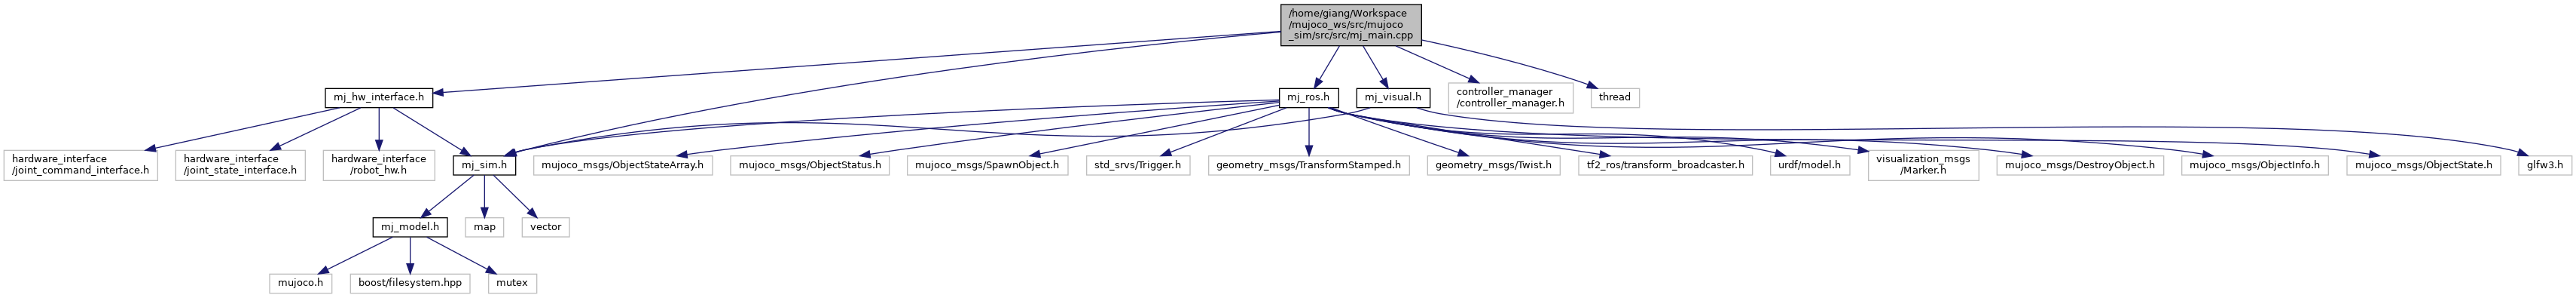 /home/giang/Workspace
/mujoco_ws/src/mujoco
_sim/src/src/mj_main.cpp
mj_hw_interface.h
mj_ros.h
mj_visual.h
controller_manager
/controller_manager.h
thread
hardware_interface
/joint_command_interface.h
hardware_interface
/joint_state_interface.h
hardware_interface
/robot_hw.h
mj_sim.h
mujoco_msgs/ObjectStateArray.h
mujoco_msgs/ObjectStatus.h
mujoco_msgs/SpawnObject.h
std_srvs/Trigger.h
geometry_msgs/TransformStamped.h
geometry_msgs/Twist.h
tf2_ros/transform_broadcaster.h
urdf/model.h
visualization_msgs
/Marker.h
mujoco_msgs/DestroyObject.h
mujoco_msgs/ObjectInfo.h
mujoco_msgs/ObjectState.h
glfw3.h
mj_model.h
map
vector
mujoco.h
boost/filesystem.hpp
mutex